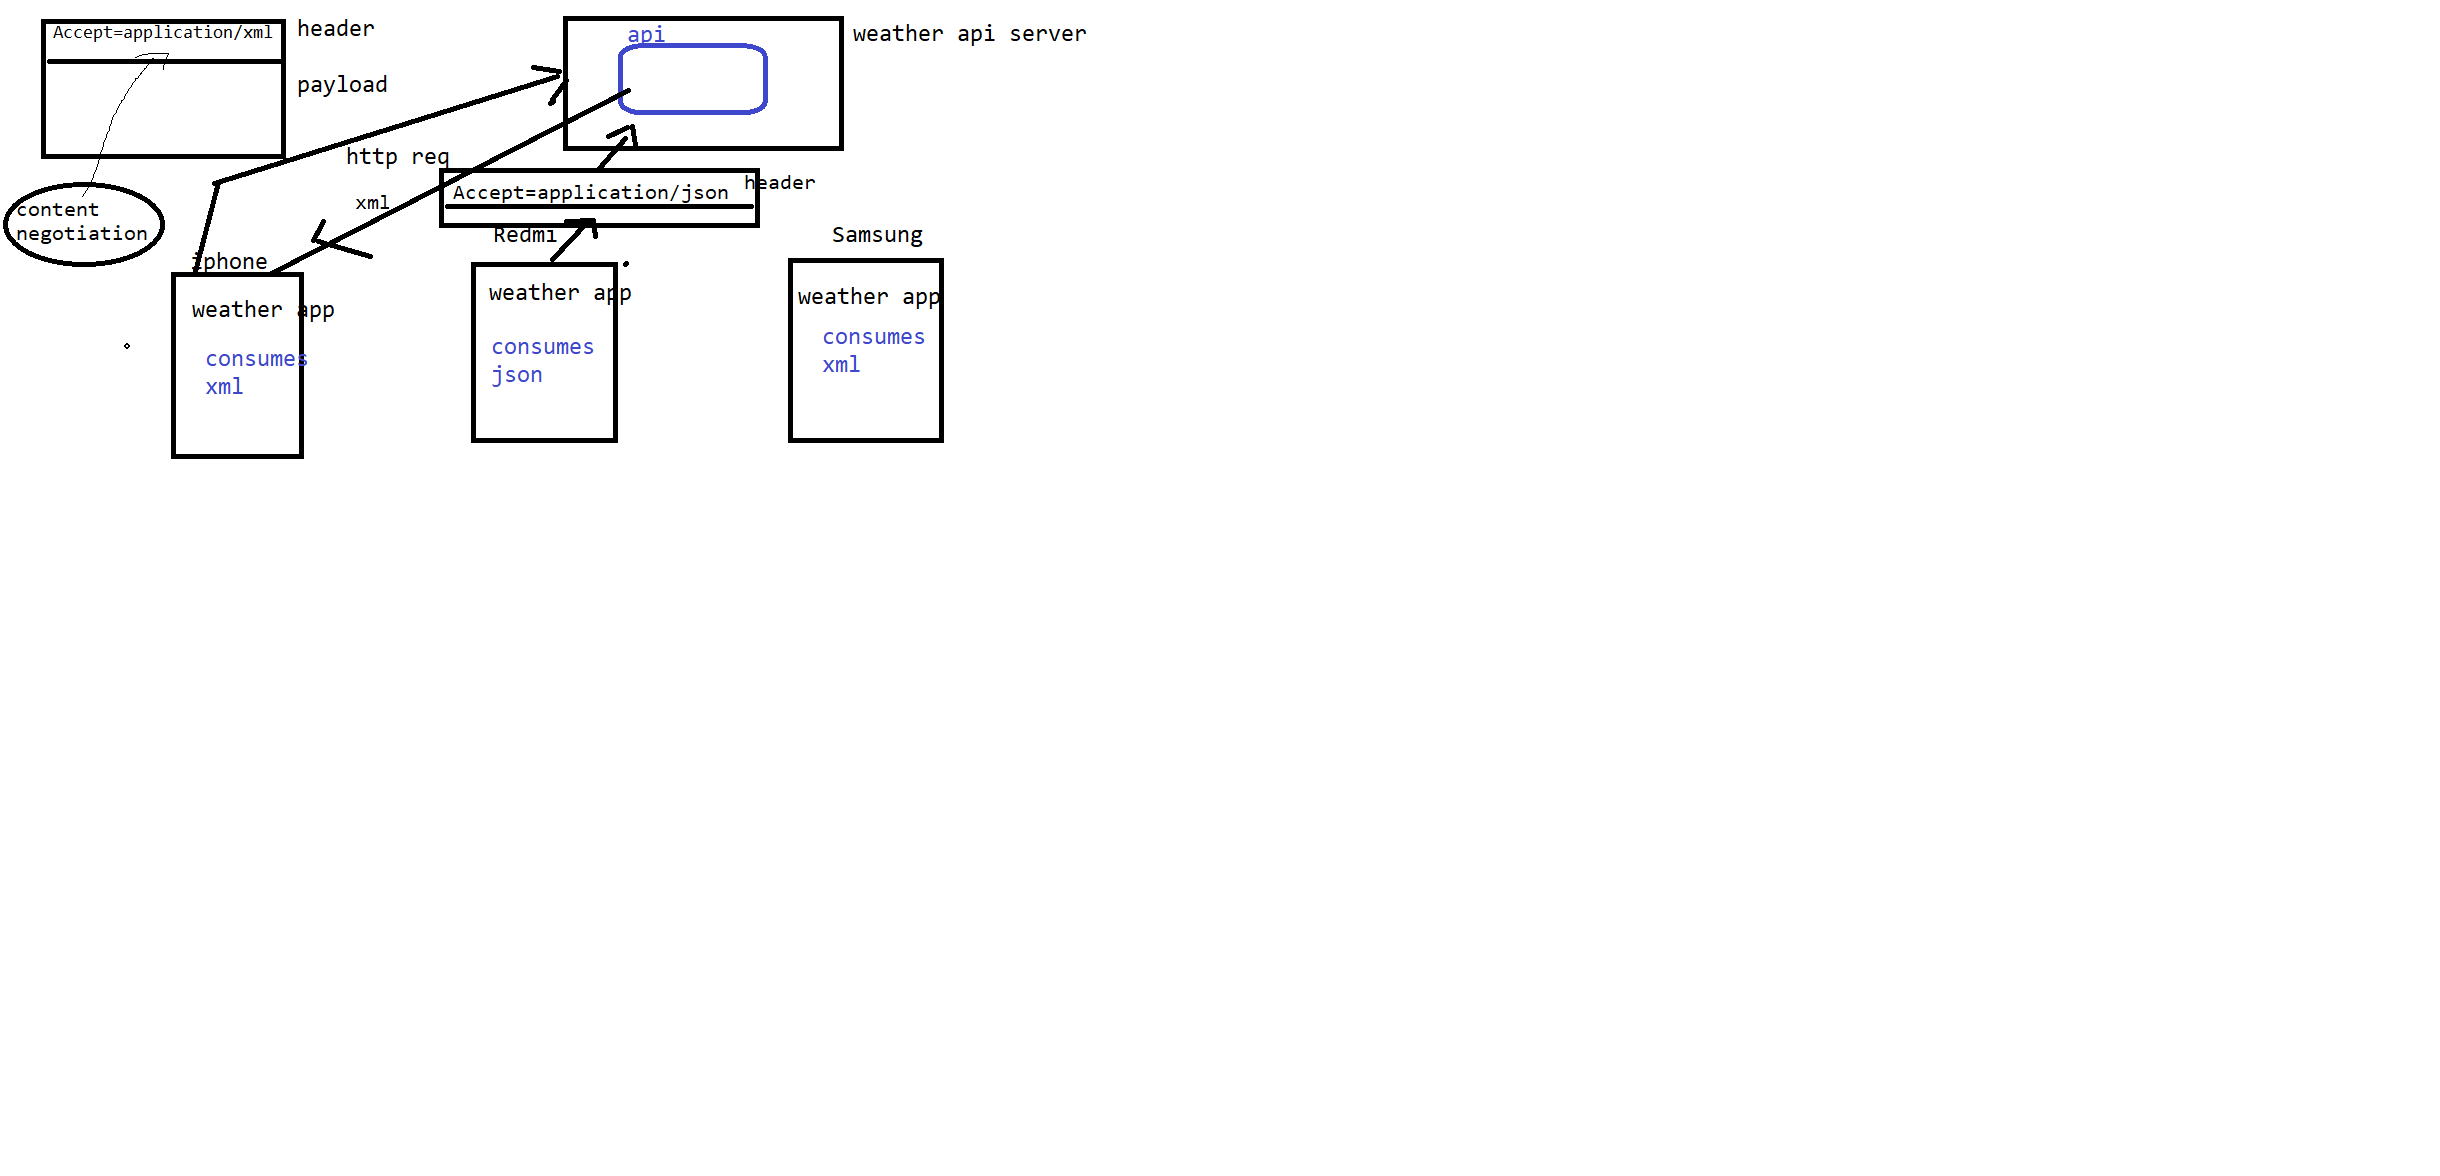 Accept=application/xml
header
payload
api
weather api server
http req
xml
Accept=application/json
header
content
negotiation
iphone
weather app
consumes
xml
Redmi
weather app
consumes
json
Samsung
weather app
consumes
xml